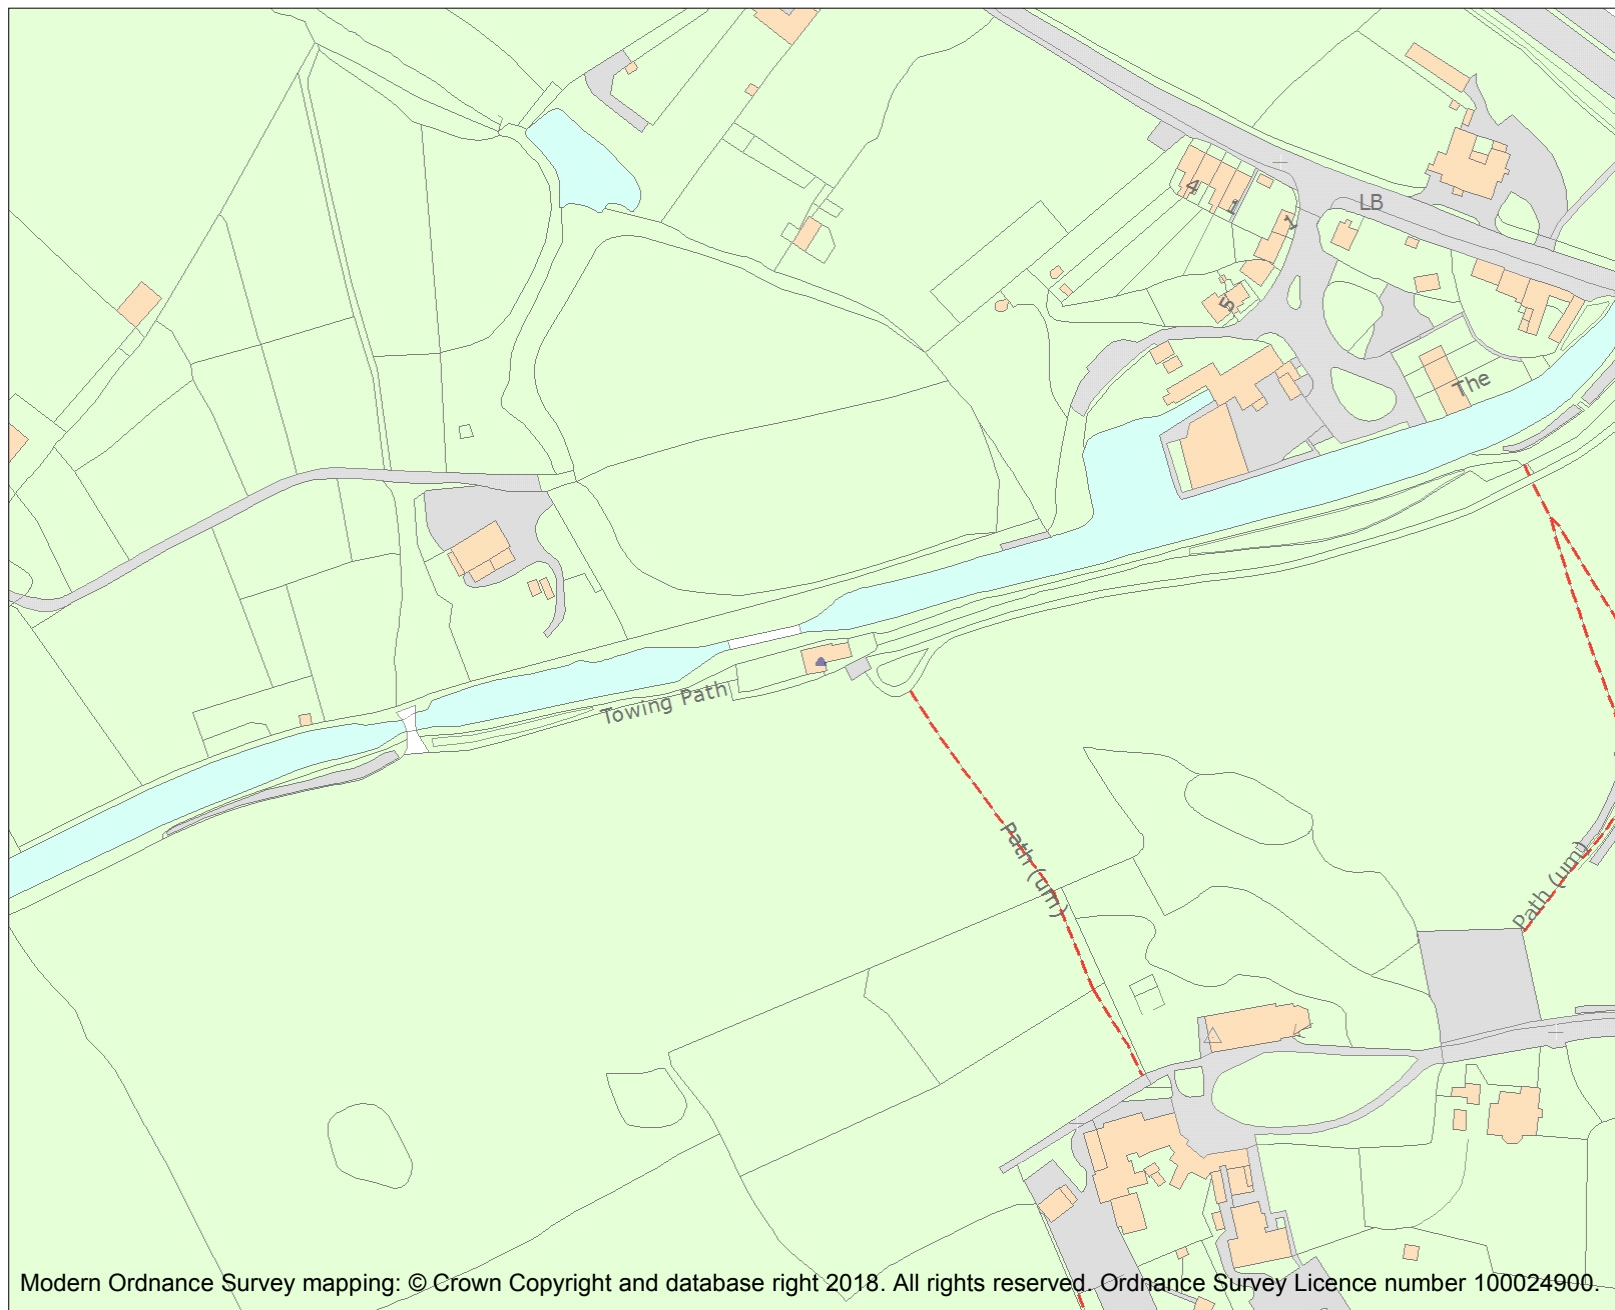 LB
4
1
1
5
The
Towing Path
Path (um)
Path (um)
Modern Ordnance Survey mapping: © Crown Copyright and database right 2018. All rights reserved. Ordnance Survey Licence number 100024900.